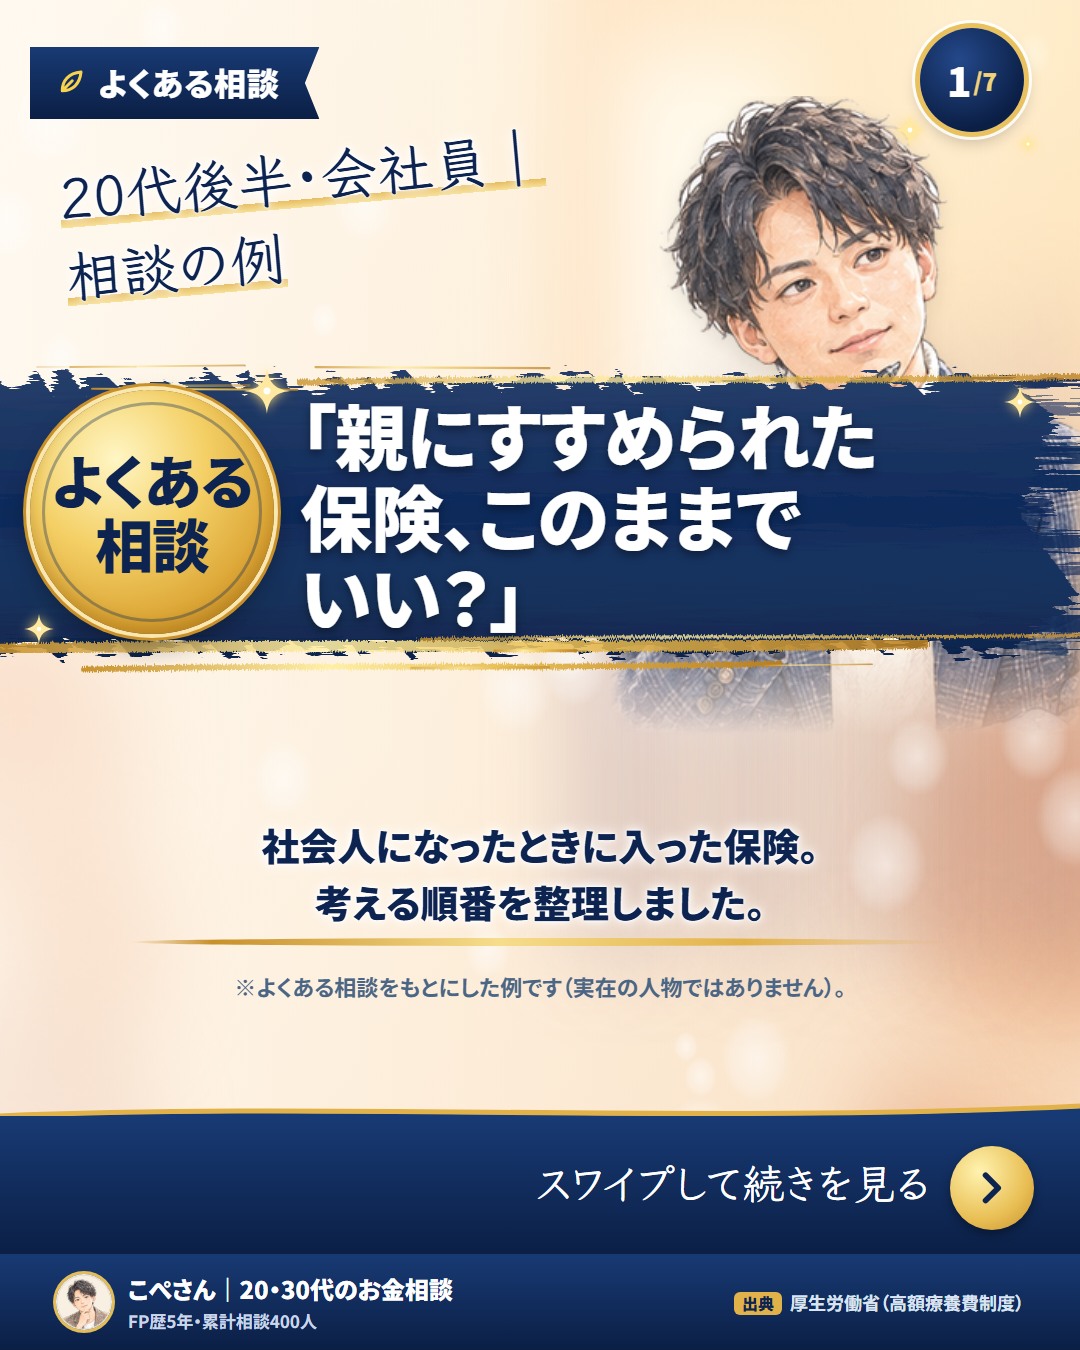 よくある相談
1/7
20代後半・会社員｜
相談の例
よくある
相談
「親にすすめられた
保険、このままで
いい？」
社会人になったときに入った保険。
考える順番を整理しました。
※よくある相談をもとにした例です（実在の人物ではありません）。
スワイプして続きを見る
こぺさん｜20・30代のお金相談
FP歴5年・累計相談400人
出典 厚生労働省（高額療養費制度）